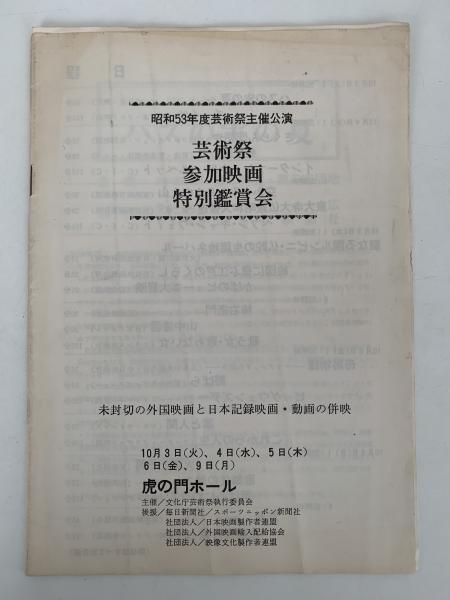 昭和53年度芸術祭主催公演
芸術祭
参加映画
特別鑑賞会
未封切の外国映画と日本記録映画・動画の併映
10月3日(火)、4日(水)、5日(木)
6日(金)、9日(月)
虎の門ホール
主催／文化庁芸術祭執行委員会
後援／毎日新聞社／スポーツニッポン新聞社
社団法人／日本映画製作者連盟
社団法人／外国映画輸入配給協会
社団法人／映像文化製作者連盟